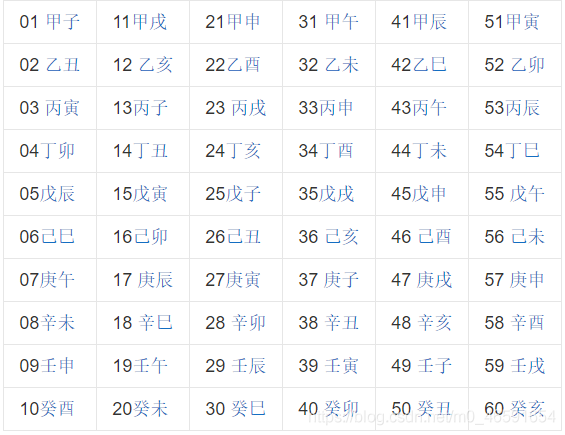 01 甲子 11甲戌 21甲申 31 甲午 41甲辰 51甲寅
02 乙丑 12 乙亥 22乙酉 32 乙未 42乙巳 52 乙卯
03 丙寅 13丙子 23 丙戌 33丙申 43丙午 53丙辰
04丁卯 14丁丑 24丁亥 34丁酉 44丁未 54丁巳
05戊辰 15戊寅 25戊子 35戊戌 45戊申 55 戊午
06己巳 16己卯 26己丑 36 己亥 46 己酉 56 己未
07庚午 17 庚辰 27庚寅 37 庚子 47 庚戌 57 庚申
08辛未 18 辛巳 28 辛卯 38 辛丑 48 辛亥 58 辛酉
09壬申 19壬午 29 壬辰 39 壬寅 49 壬子 59 壬戌
10癸酉 20癸未 30 癸巳 40 癸卯 50 癸丑 60 癸亥